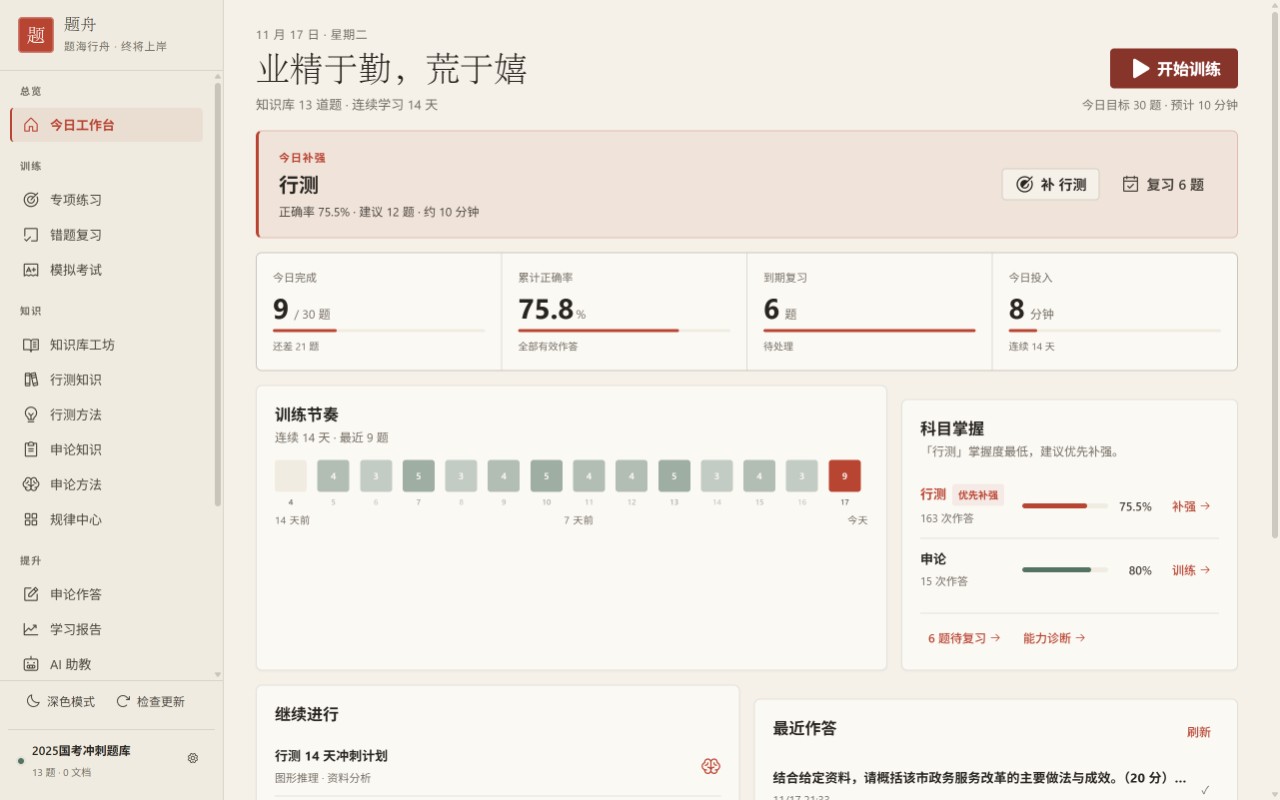 题
题舟
题海行舟 · 终将上岸
总览
今日工作台
训练
专项练习
错题复习
模拟考试
知识
知识库工坊
行测知识
行测方法
申论知识
申论方法
规律中心
提升
申论作答
学习报告
AI 助教
深色模式
检查更新
2025国考冲刺题库
13 题 · 0 文档
11 月 17 日 · 星期二
业精于勤，荒于嬉
知识库 13 道题 · 连续学习 14 天
开始训练
今日目标 30 题 · 预计 10 分钟
今日补强
行测
正确率 75.5% · 建议 12 题 · 约 10 分钟
补 行测
复习 6 题
今日完成
9 / 30 题
还差 21 题
累计正确率
75.8 %
全部有效作答
到期复习
6 题
待处理
今日投入
8 分钟
连续 14 天
训练节奏
连续 14 天 · 最近 9 题
4 3 5 3 4 5 4 4 5 3 4 3 9
4 5 6 7 8 9 10 11 12 13 14 15 16 17
14 天前 7 天前 今天
科目掌握
「行测」掌握度最低，建议优先补强。
行测 优先补强
163 次作答
75.5% 补强 →
申论
15 次作答
80% 训练 →
6 题待复习 → 能力诊断 →
继续进行
行测 14 天冲刺计划
图形推理 · 资料分析
最近作答
刷新
结合给定资料，请概括该市政务服务改革的主要做法与成效。（20 分）...
11/17 21:33